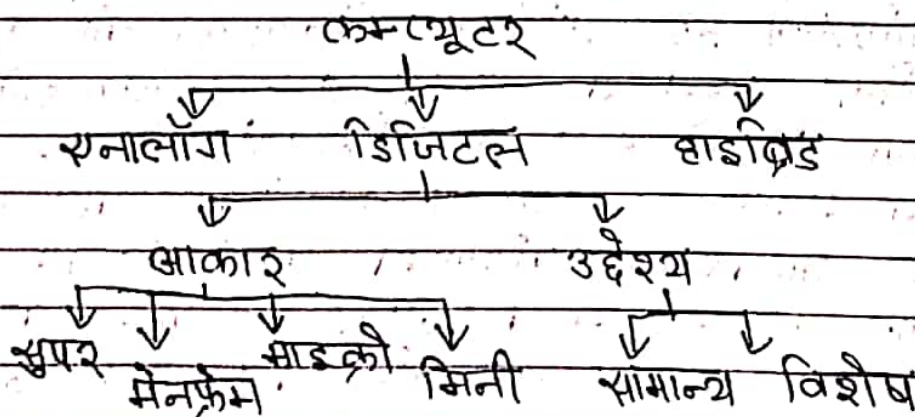 कम्प्यूटर
एनालॉग डिजिटल हाइब्रिड
आकार उद्देश्य
सुपर मेनफ्रेम माइक्रो मिनी सामान्य विशेष